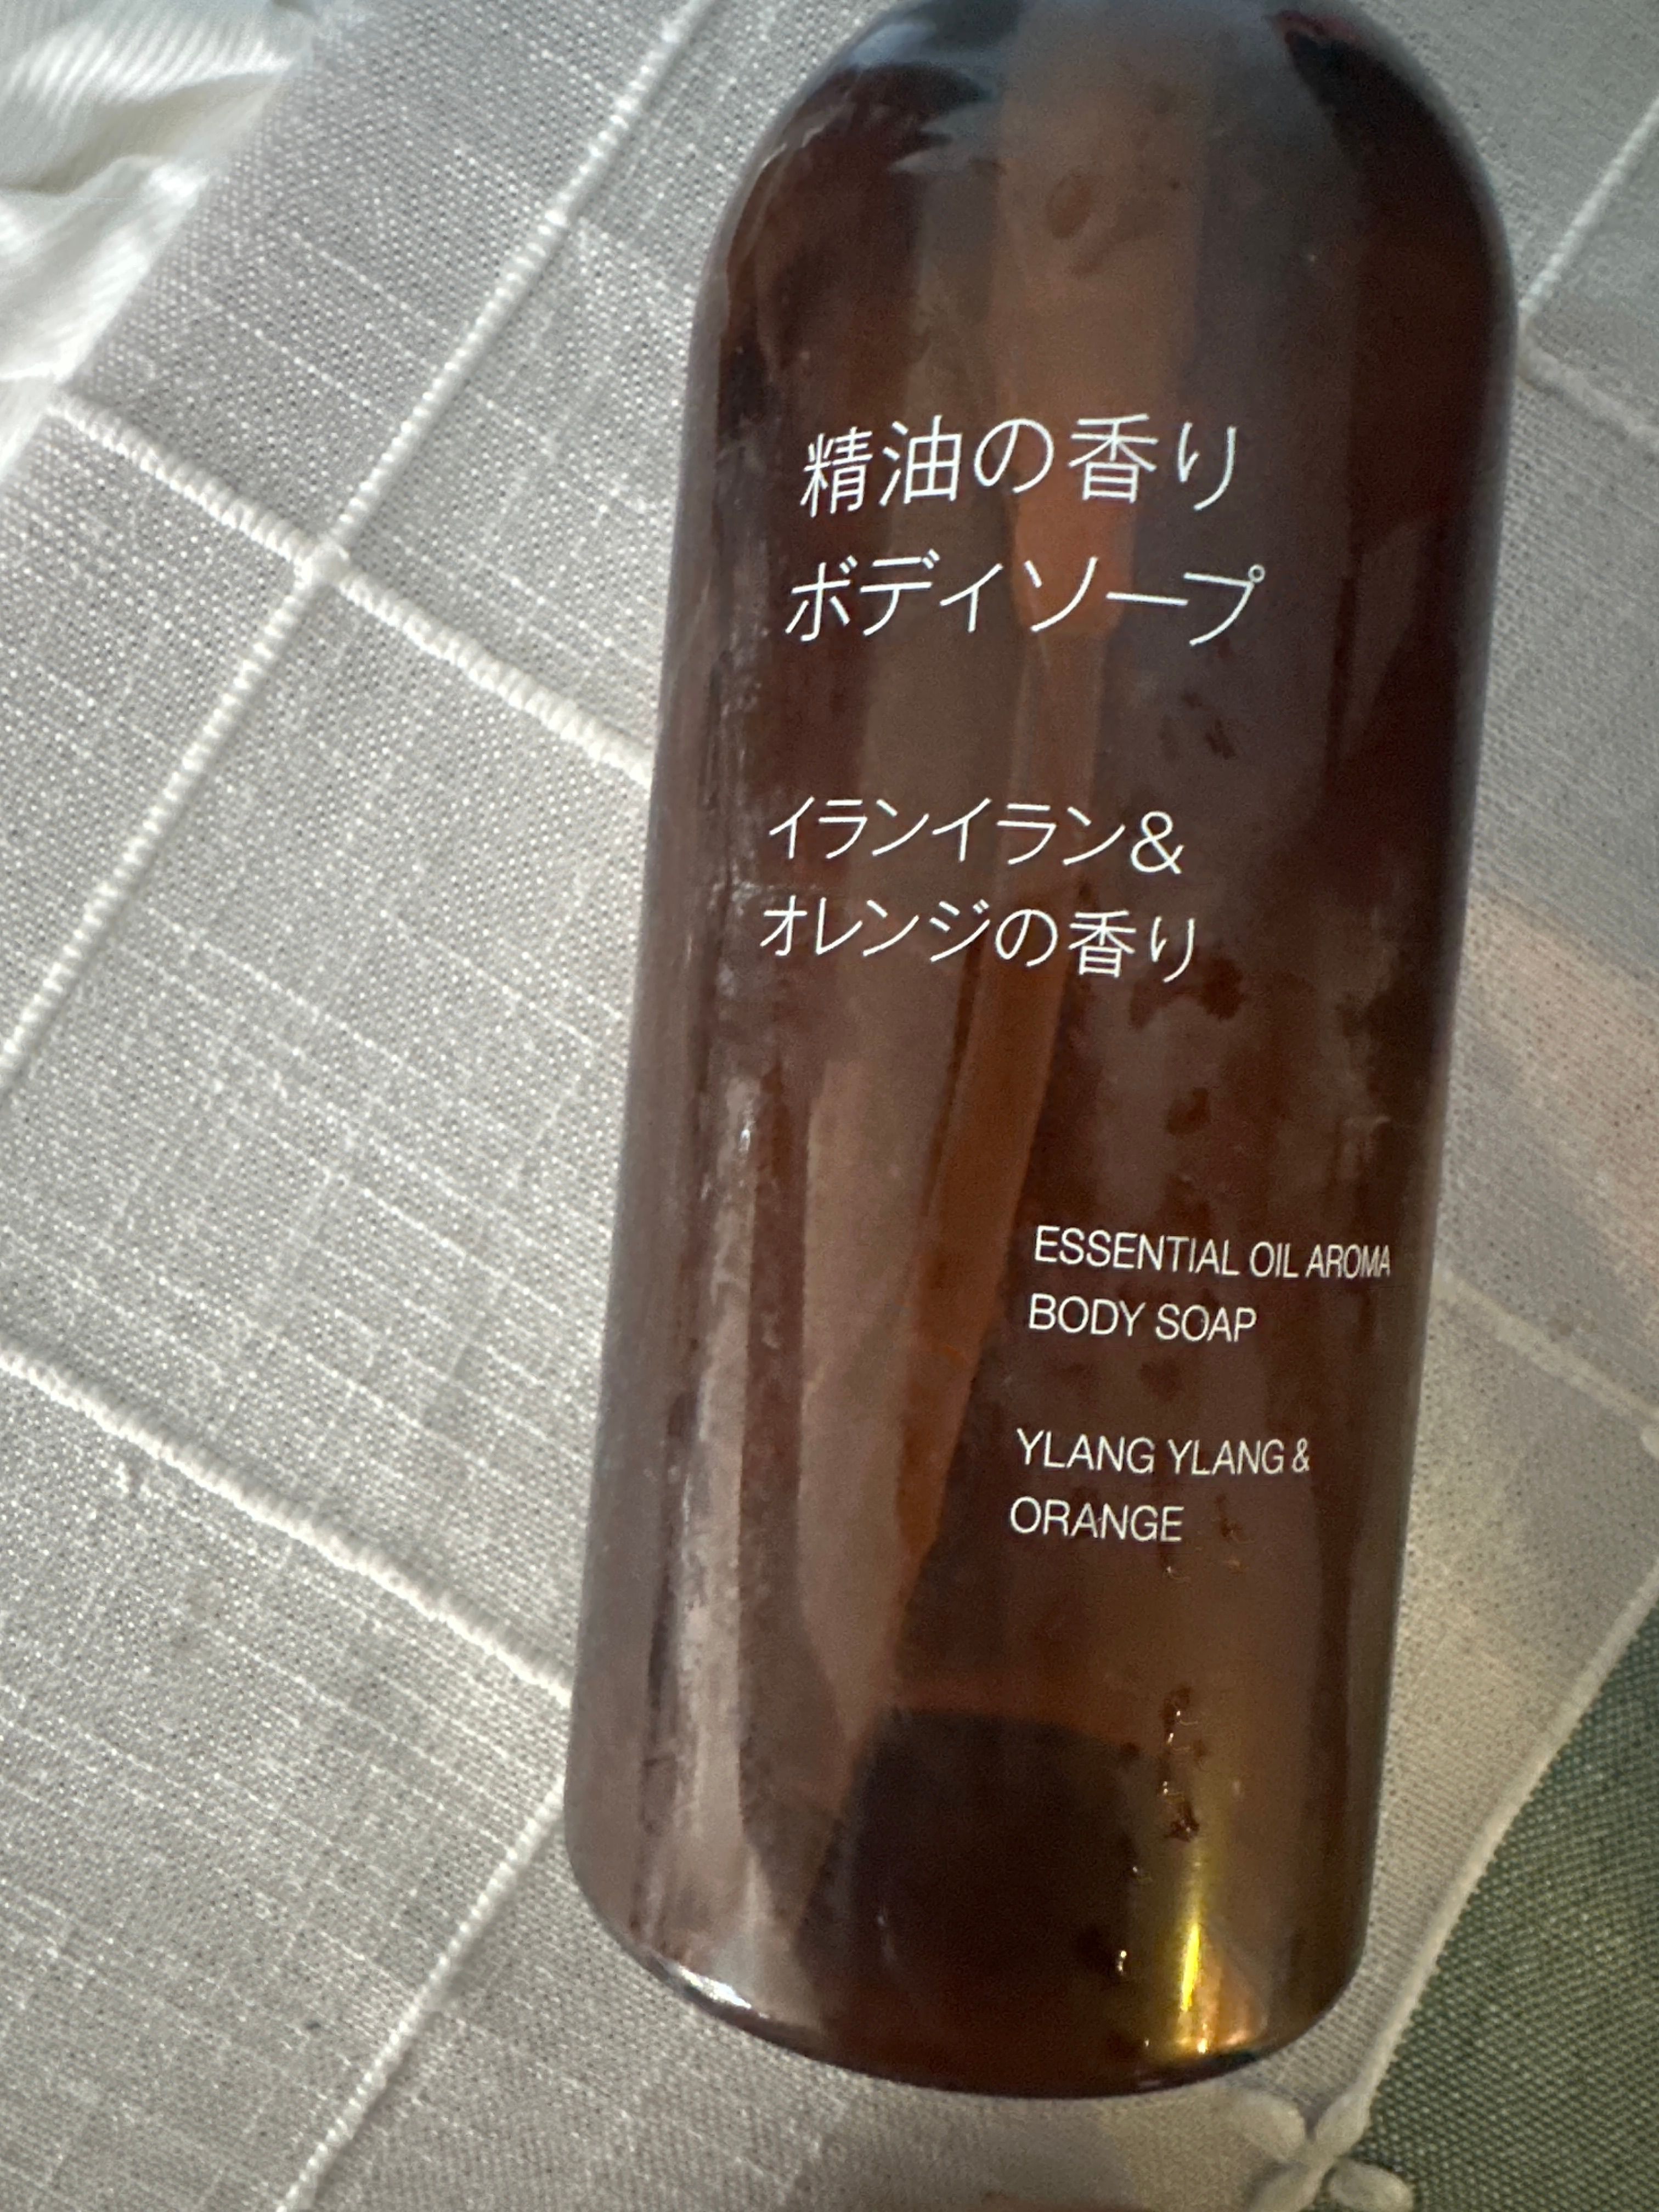 精油の香り
ボディソープ
イランイラン&
オレンジの香り
ESSENTIAL OIL AROMA
BODY SOAP
YLANG YLANG &
ORANGE